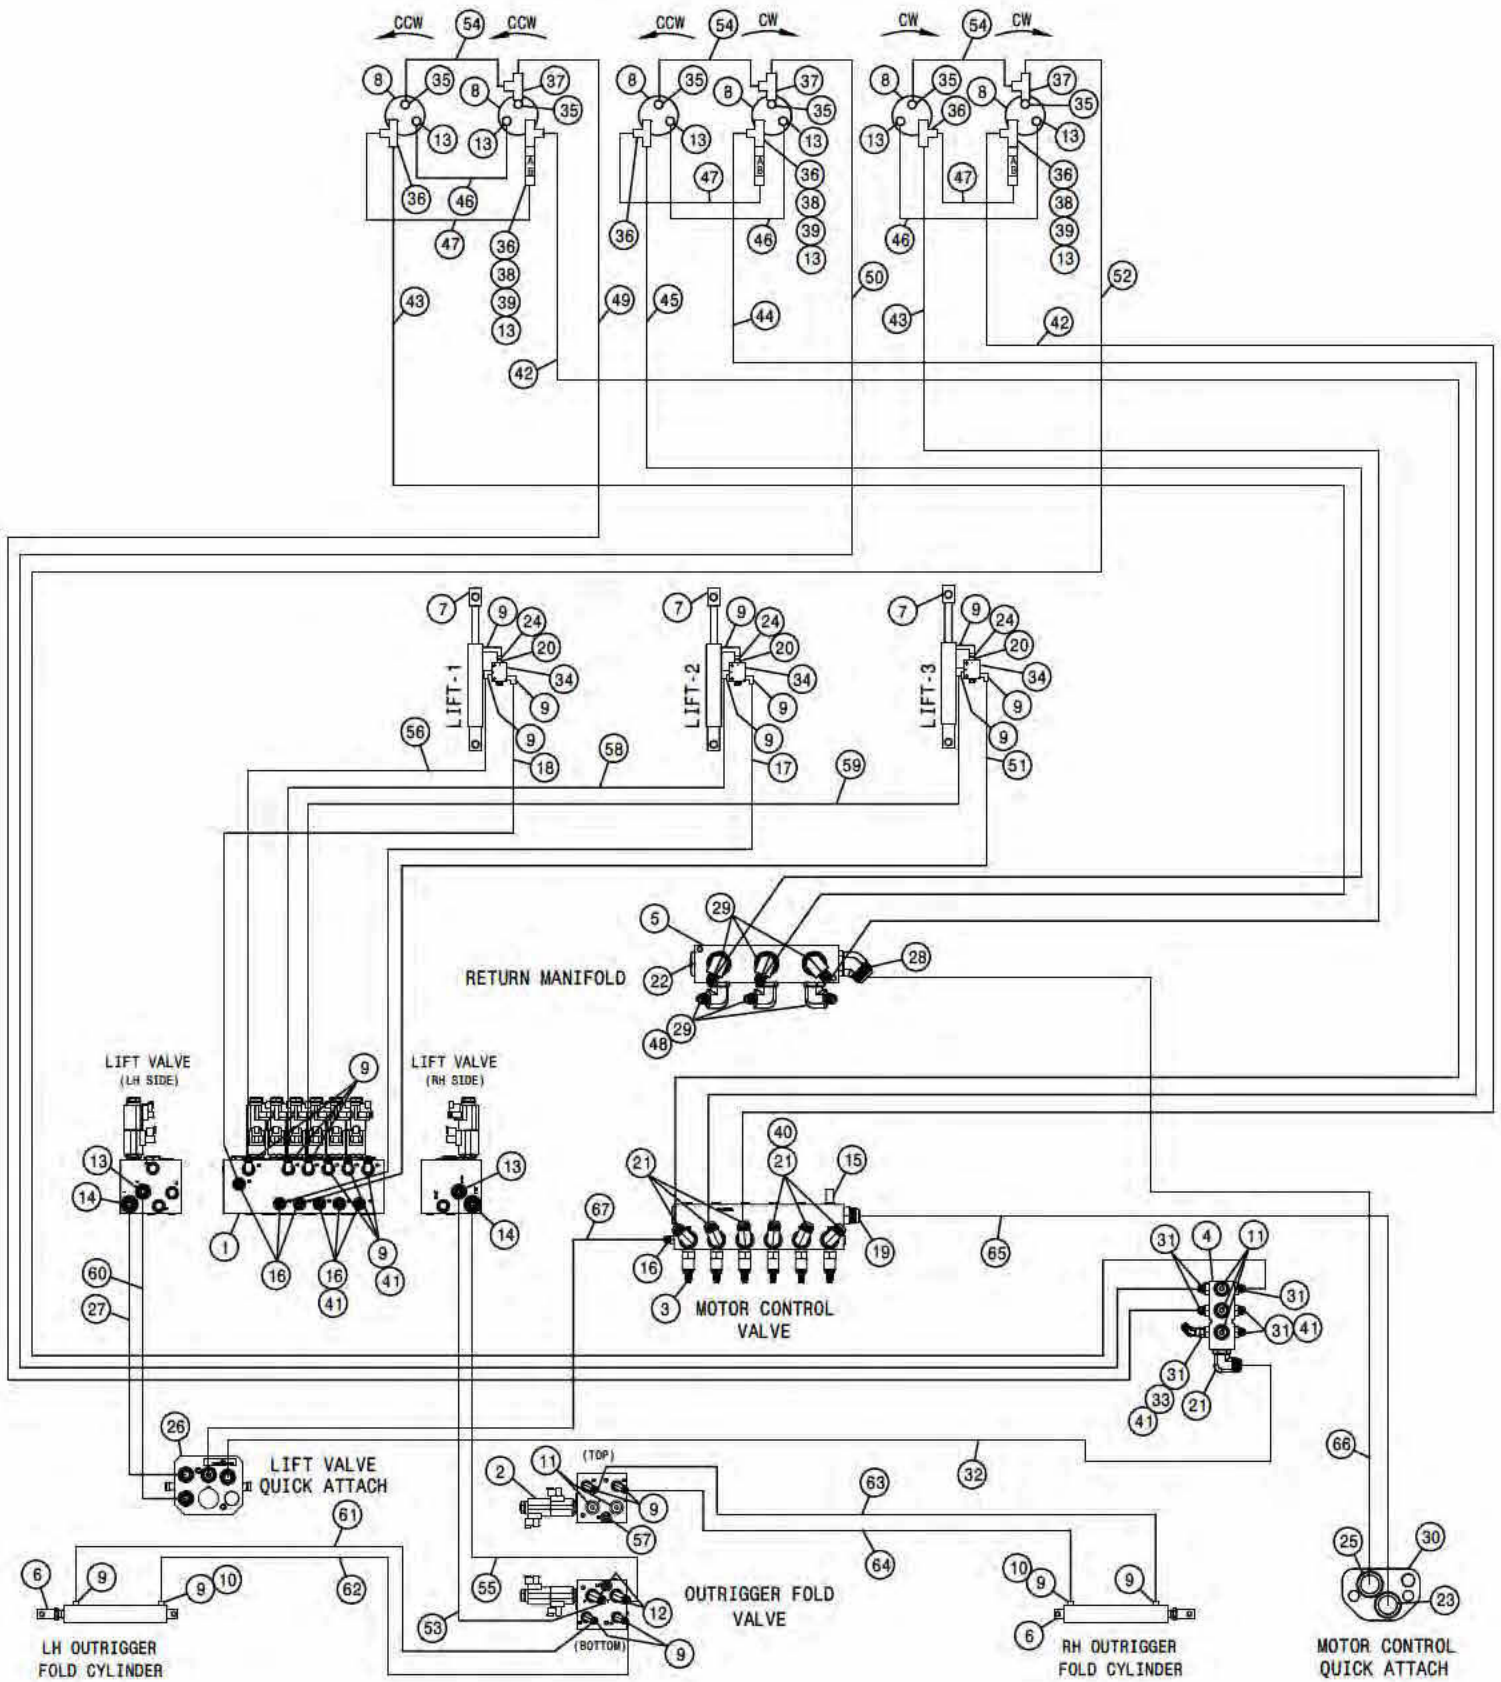 CCW 54 CCW CCW 54 CW CW 54 CW
8 35 8 37 8 35 8 37 8 35 8 37
35 35 36 35
13 13 13 13 13 13
A B A B A B
36 46 47 36 47 36
38 38
36 46 39 46 39
47 36 13 13
38
39
13
43 49 45 44 50 43 42 52
42
7 9 24 20 34 9 9
LIFT-1
7 9 24 20 34 9 9
LIFT-2
7 9 24 20 34 9 9
LIFT-3
56 18 58 17 59 51
5 29 28
RETURN MANIFOLD 22
48 29
LIFT VALVE
(LH SIDE)
9
LIFT VALVE
(RH SIDE)
13
14
13
14
1 16 16 9
41 41
60
27
40
21 21 15
67 16 19 65
3 MOTOR CONTROL
VALVE
31 4 11
31
31 41
31
33
41 21
26
LIFT VALVE
QUICK ATTACH
32 66
(TOP)
2 11 9
57
63
64
61
62
55
53
12
OUTRIGGER FOLD
VALVE
(BOTTOM)
9
6 9 9 10
LH OUTRIGGER
FOLD CYLINDER
10 9 9
6
RH OUTRIGGER
FOLD CYLINDER
25 30
23
MOTOR CONTROL
QUICK ATTACH